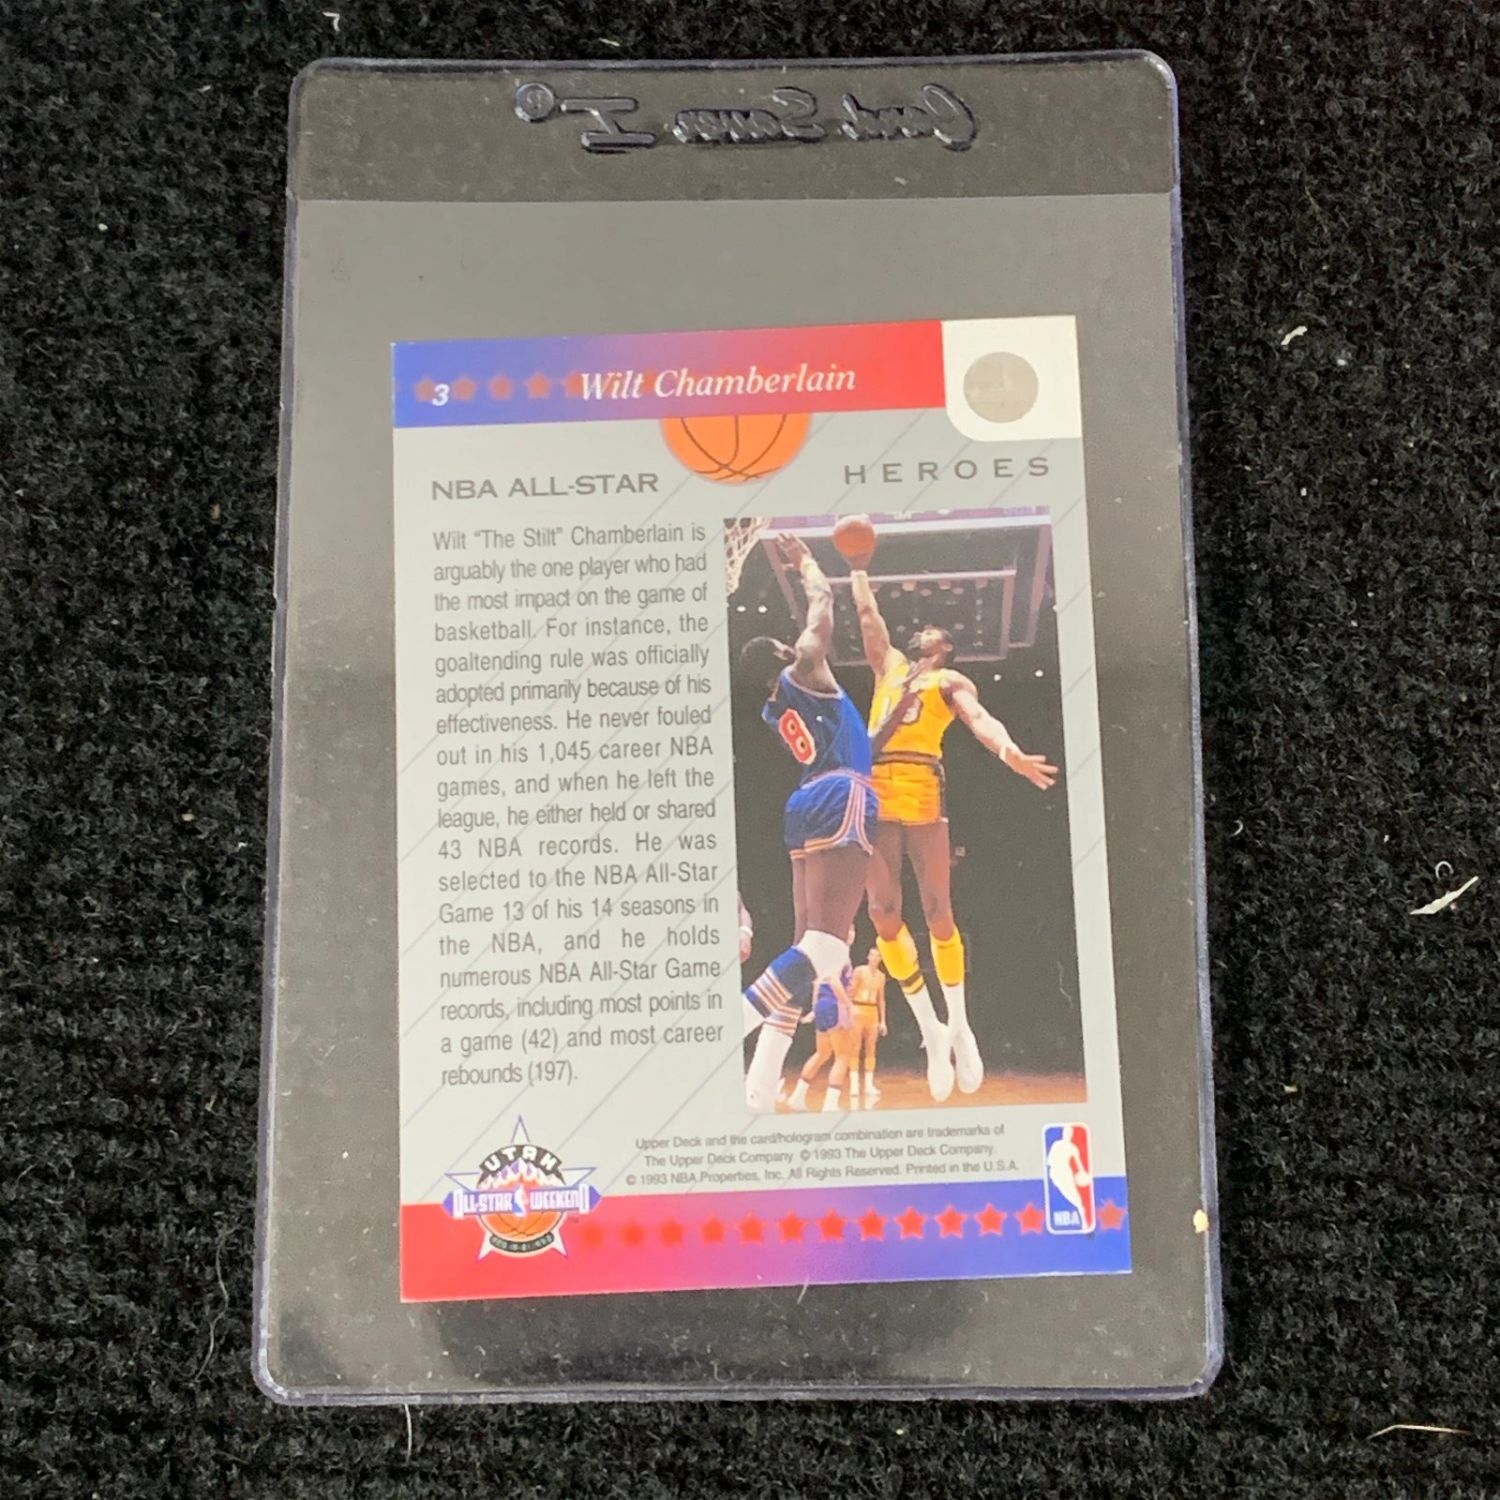 Card Saver I®
3
Wilt Chamberlain
NBA ALL-STAR
HEROES
Wilt "The Stilt" Chamberlain is
arguably the one player who had
the most impact on the game of
basketball. For instance, the
goaltending rule was officially
adopted primarily because of his
effectiveness. He never fouled
out in his 1,045 career NBA
games, and when he left the
league, he either held or shared
43 NBA records. He was
selected to the NBA All-Star
Game 13 of his 14 seasons in
the NBA, and he holds
numerous NBA All-Star Game
records, including most points in
a game (42) and most career
rebounds (197).
8
13
Upper Deck and the card/hologram combination are trademarks of
The Upper Deck Company. © 1993 The Upper Deck Company.
© 1993 NBA Properties, Inc. All Rights Reserved. Printed in the U.S.A.
UTAH
ALL-STAR WEEKEND
NBA